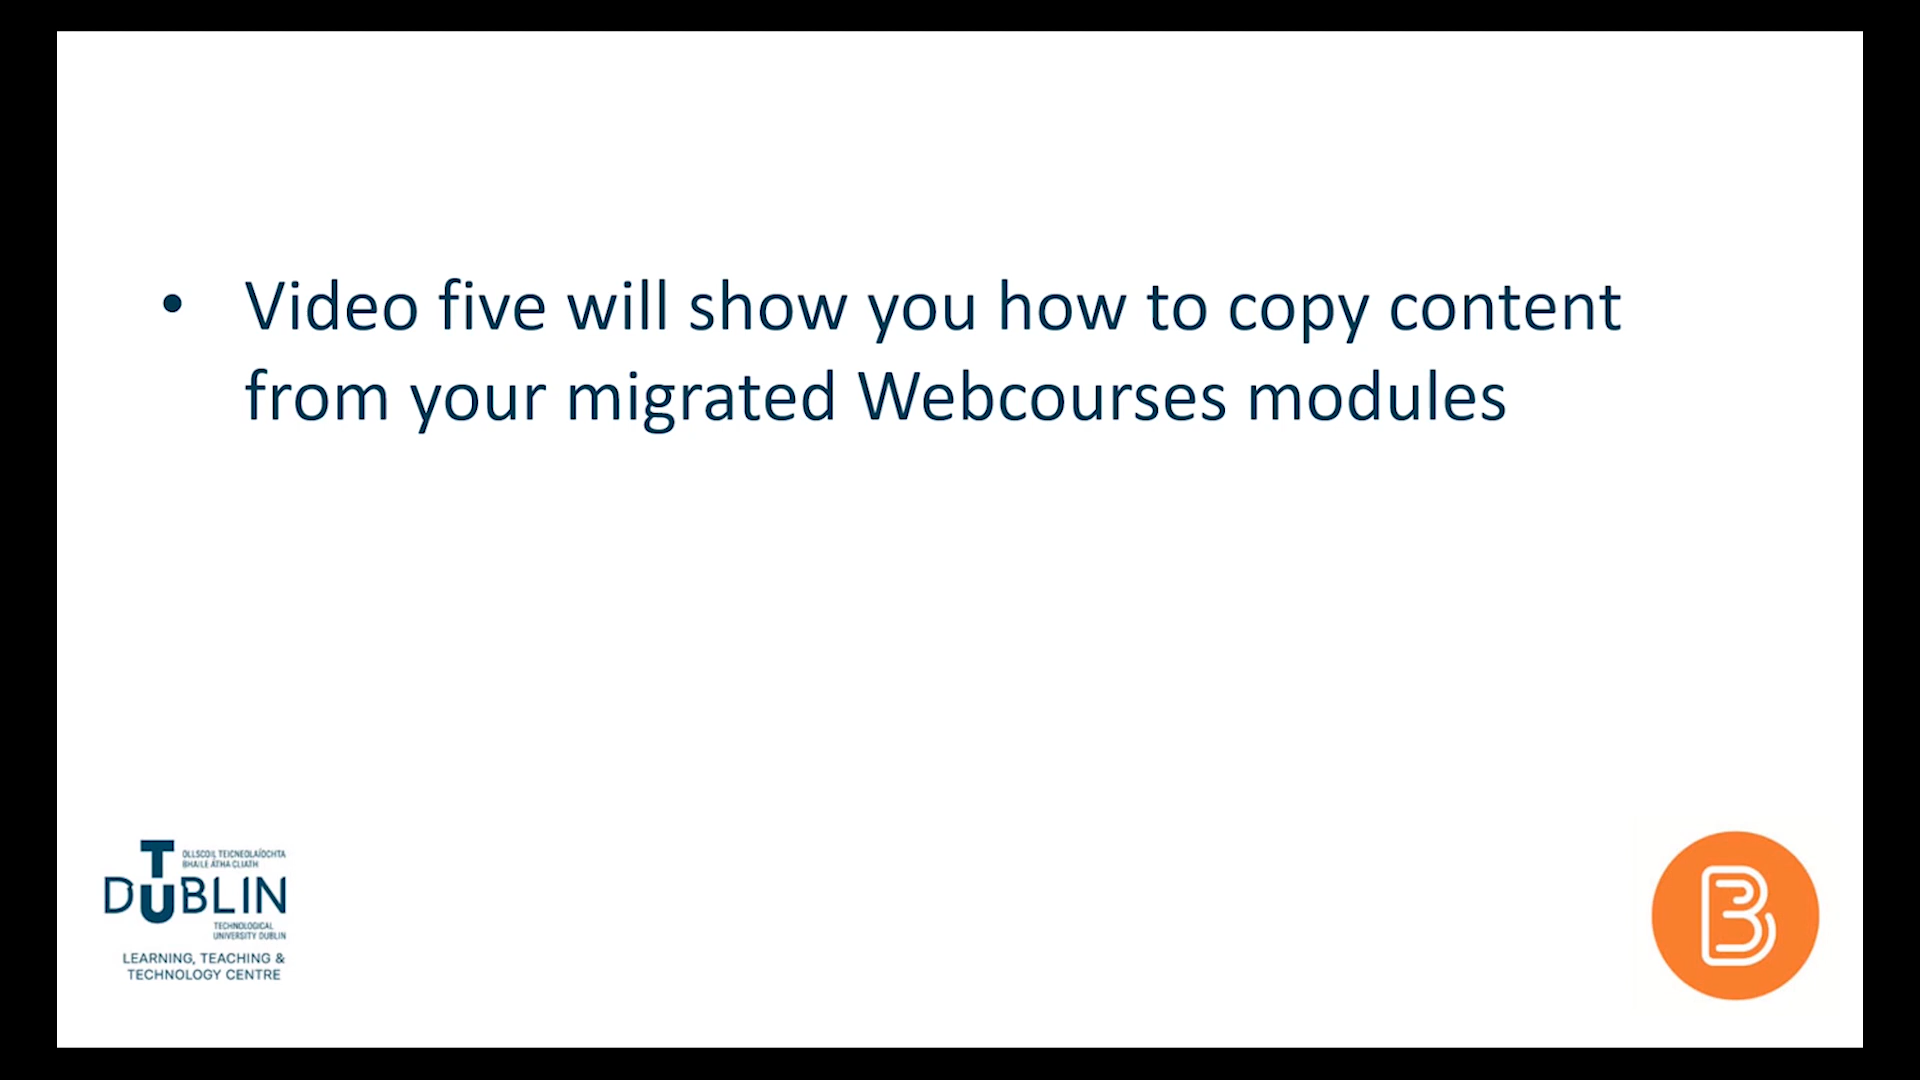 • Video five will show you how to copy content
from your migrated Webcourses modules
OLLSCOIL TEICNEOLAÍOCHTA
BHAILE ÁTHA CLIATH
TU
DUBLIN
TECHNOLOGICAL
UNIVERSITY DUBLIN
LEARNING, TEACHING &
TECHNOLOGY CENTRE
B